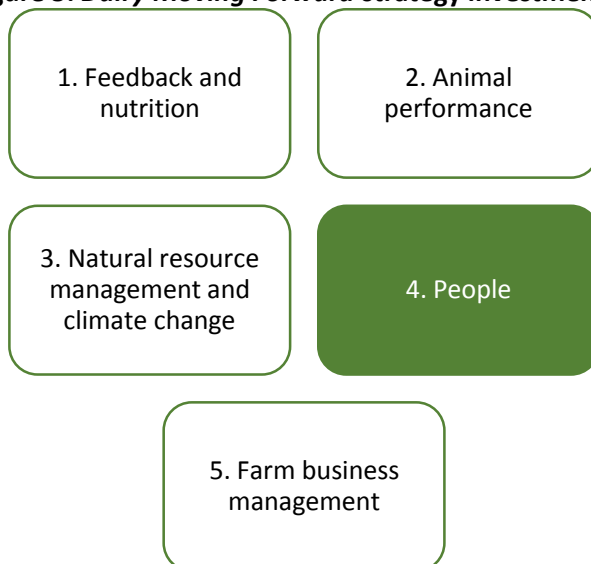 Dairy Moving Forward Strategy
1. Feedback and
nutrition
2. Animal
performance
3. Natural resource
management and
climate change
4. People
5. Farm business
management